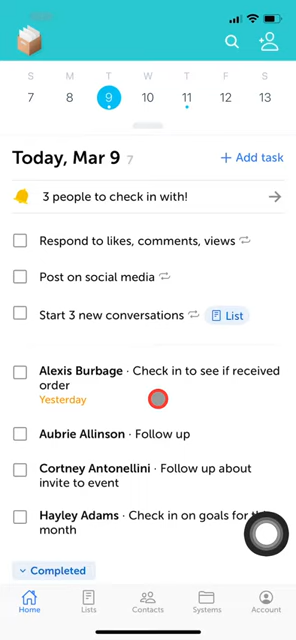 S M T W T F S
7 8 9 10 11 12 13
Today, Mar 9 7
+ Add task
3 people to check in with!
Respond to likes, comments, views
Post on social media
Start 3 new conversations List
Alexis Burbage · Check in to see if received
order
Yesterday
Aubrie Allinson · Follow up
Cortney Antonellini · Follow up about
invite to event
Hayley Adams · Check in on goals for this
month
Completed
Home Lists Contacts Systems Account